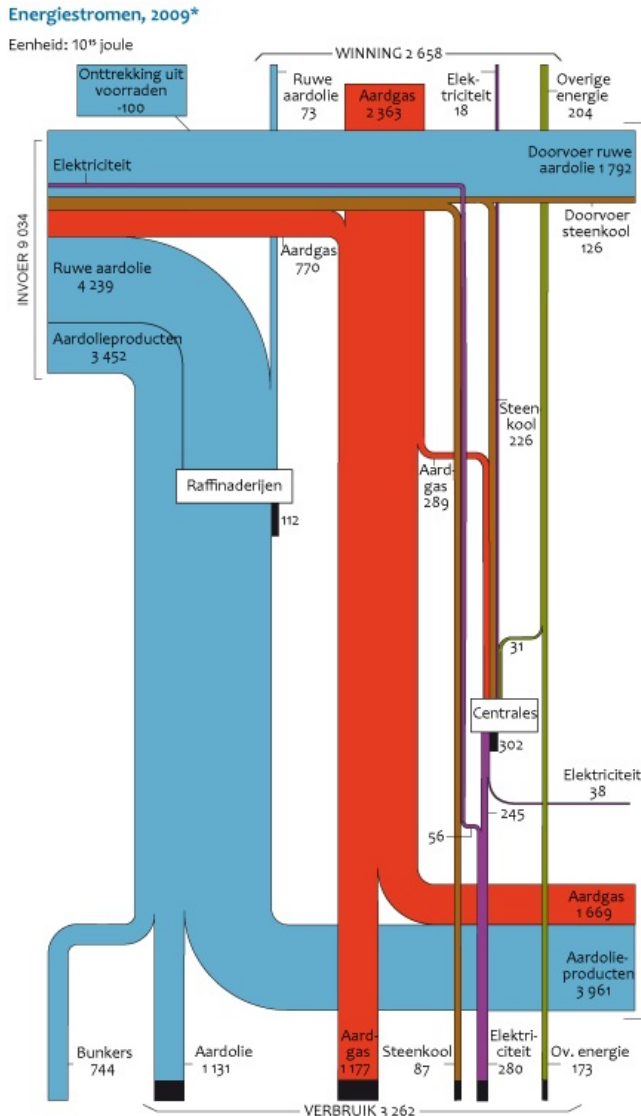 Energiestromen, 2009*
Eenheid: 10¹⁵ joule
WINNING 2 658
Onttrekking uit
voorraden
-100
Ruwe
aardolie
73
Aardgas
2 363
Elek-
triciteit
18
Overige
energie
204
INVOER 9 034
Elektriciteit
Doorvoer ruwe
aardolie 1 792
Doorvoer
steenkool
126
Aardgas
770
Ruwe aardolie
4 239
Aardolieproducten
3 452
Steen
kool
226
Aard-
gas
289
Raffinaderijen
112
31
Centrales
302
Elektriciteit
38
245
56
Aardgas
1 669
Aardolie-
producten
3 961
Bunkers
744
Aardolie
1 131
Aard-
gas
1 177
Steenkool
87
Elektri-
citeit
280
Ov. energie
173
VERBRUIK 3 262